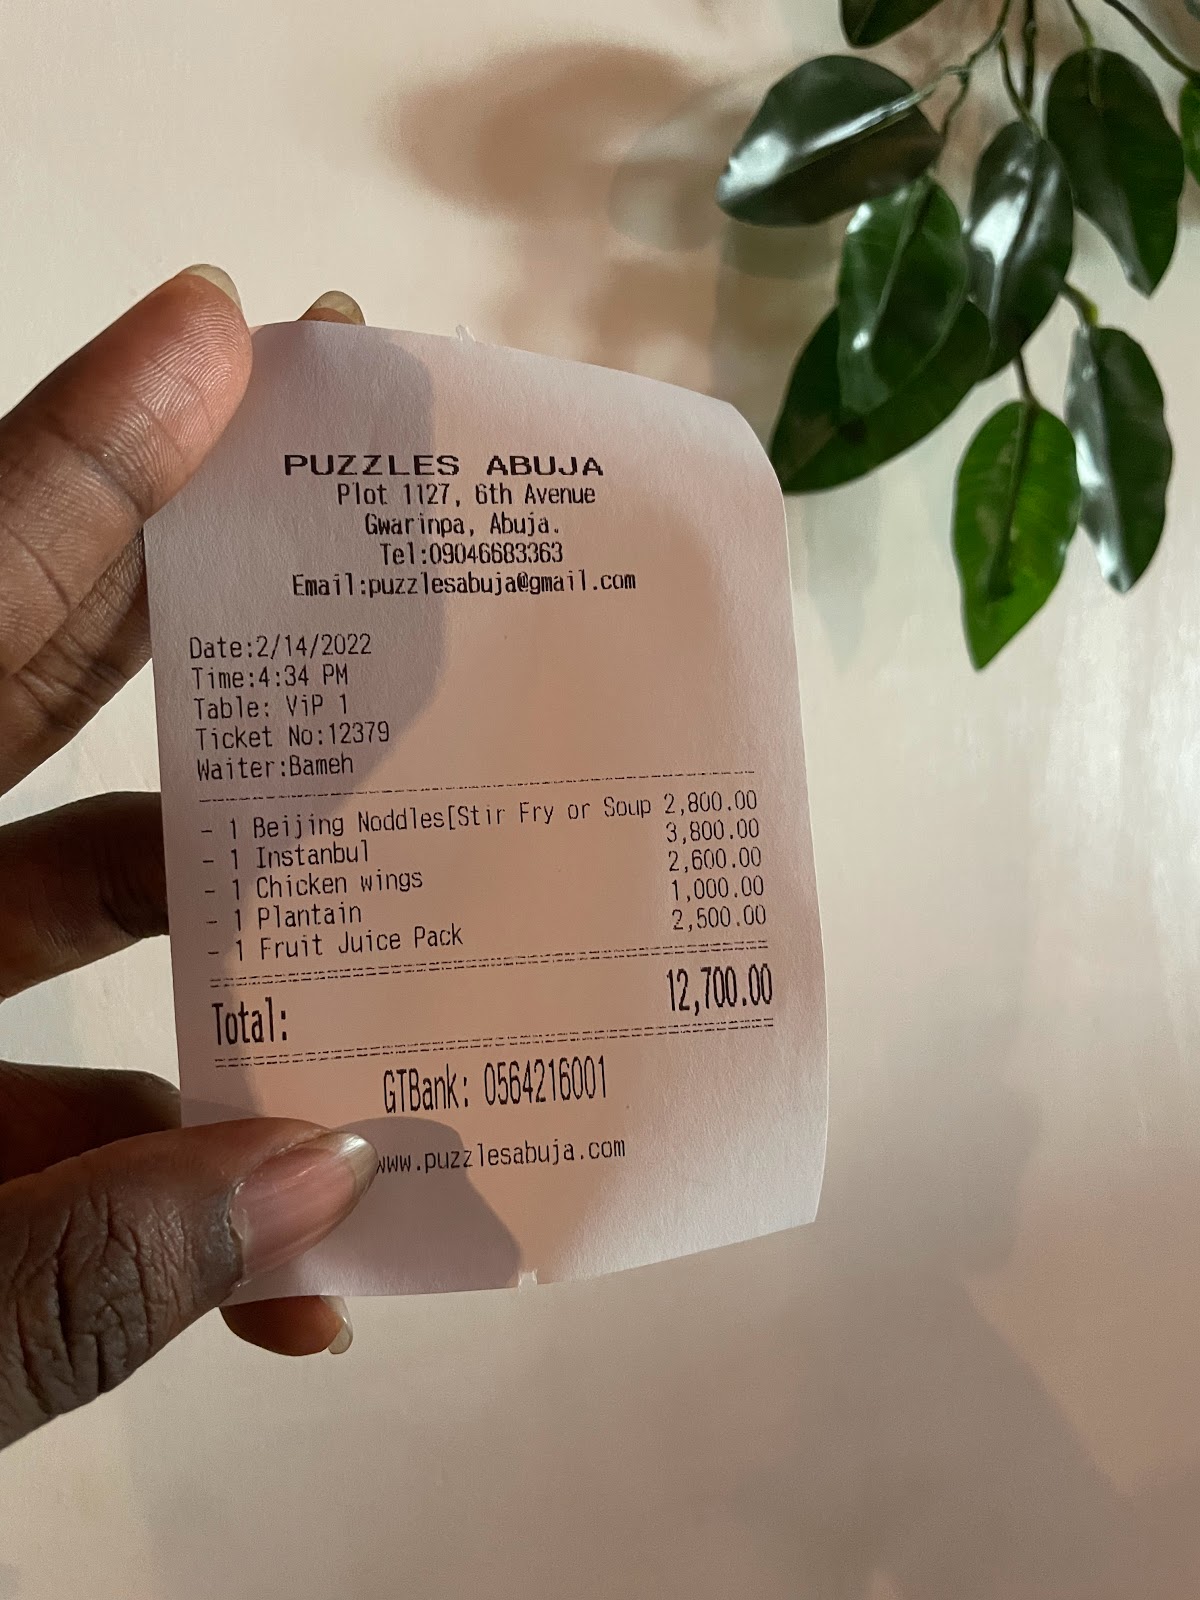 PUZZLES ABUJA
Plot 1127, 6th Avenue
Gwarinpa, Abuja.
Tel:09046683363
Email:puzzlesabuja@gmail.com
Date:2/14/2022
Time:4:34 PM
Table: ViP 1
Ticket No:12379
Waiter:Bameh
- 1 Beijing Noddles[Stir Fry or Soup 2,800.00
- 1 Instanbul 3,800.00
- 1 Chicken wings 2,600.00
- 1 Plantain 1,000.00
- 1 Fruit Juice Pack 2,500.00
Total: 12,700.00
GTBank: 0564216001
www.puzzlesabuja.com